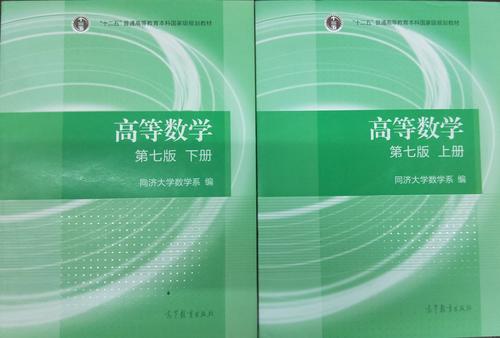 "十二五"普通高等教育本科国家级规划教材
高等数学
第七版 下册
同济大学数学系 编
高等教育出版社
"十二五"普通高等教育本科国家级规划教材
高等数学
第七版 上册
同济大学数学系 编
高等教育出版社